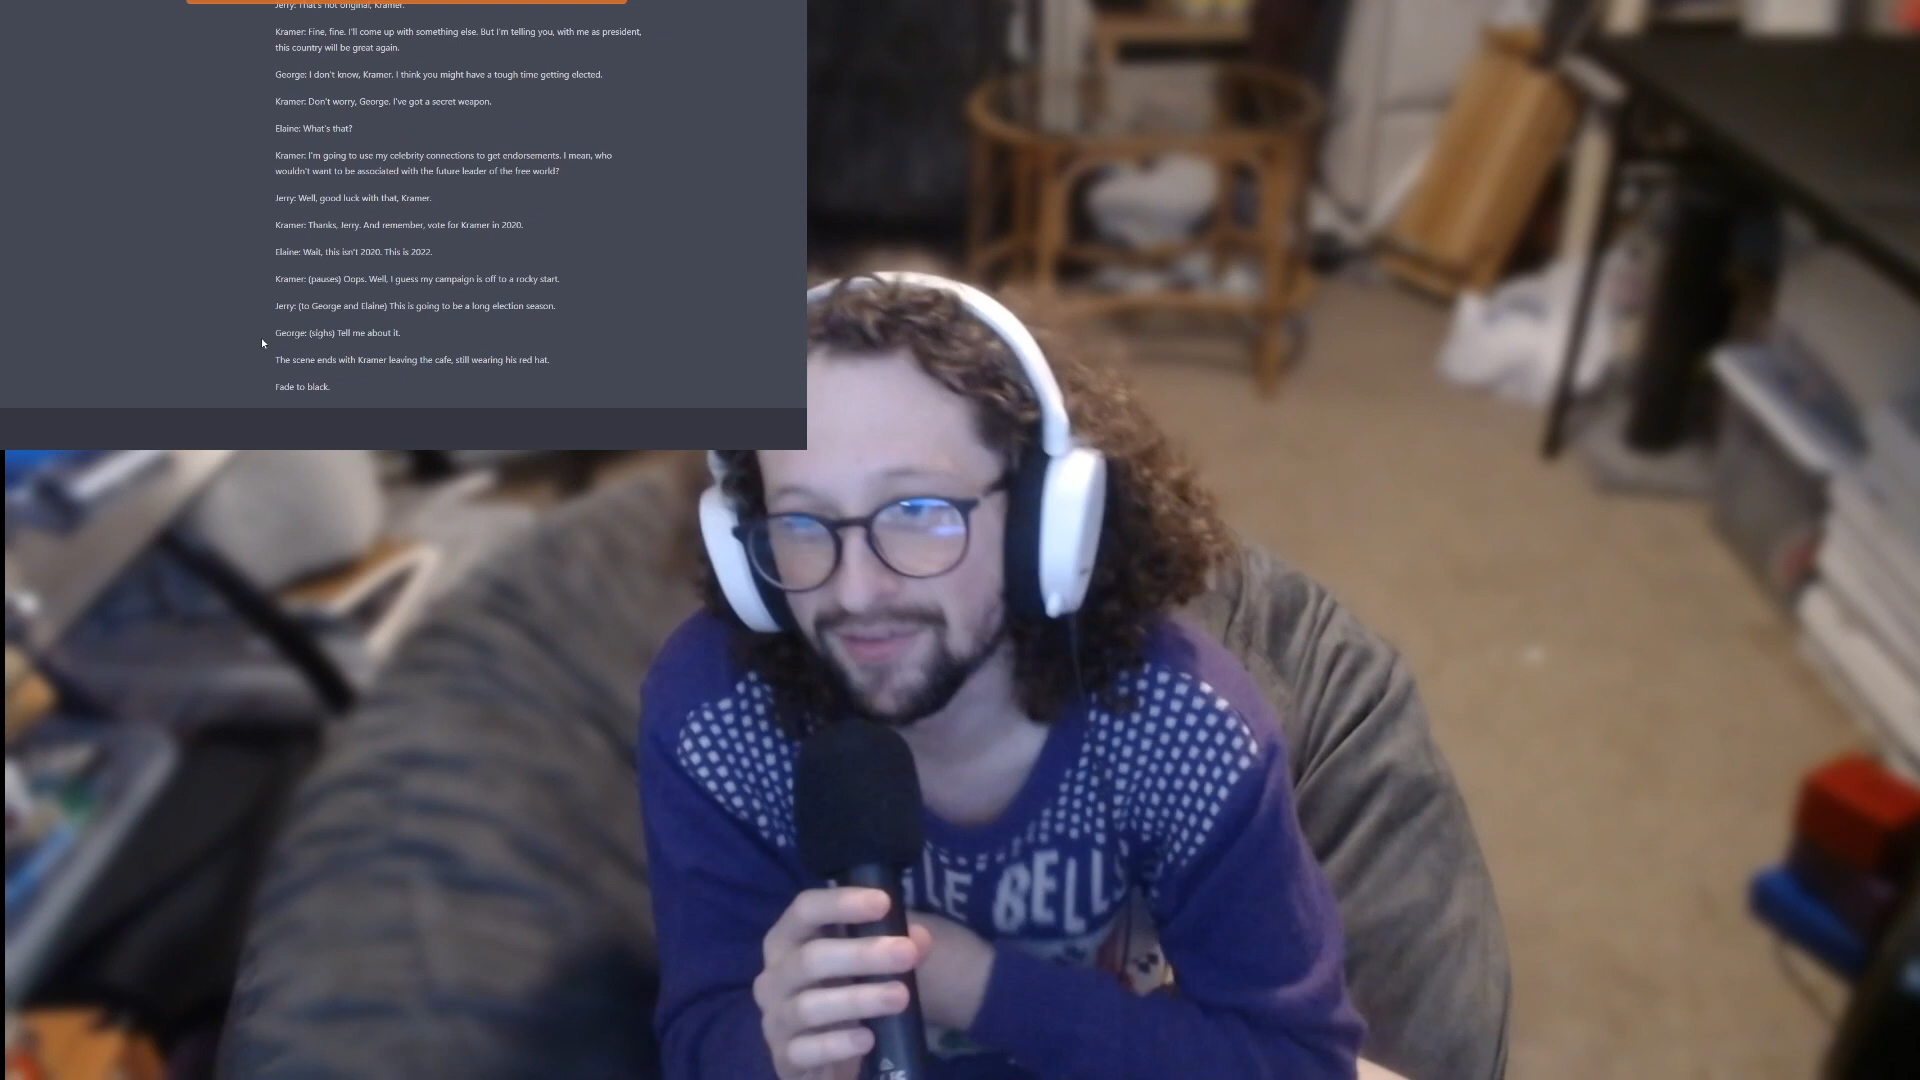 Jerry: That's not original, Kramer.
Kramer: Fine, fine. I'll come up with something else. But I'm telling you, with me as president,
this country will be great again.
George: I don't know, Kramer. I think you might have a tough time getting elected.
Kramer: Don't worry, George. I've got a secret weapon.
Elaine: What's that?
Kramer: I'm going to use my celebrity connections to get endorsements. I mean, who
wouldn't want to be associated with the future leader of the free world?
Jerry: Well, good luck with that, Kramer.
Kramer: Thanks, Jerry. And remember, vote for Kramer in 2020.
Elaine: Wait, this isn't 2020. This is 2022.
Kramer: (pauses) Oops. Well, I guess my campaign is off to a rocky start.
Jerry: (to George and Elaine) This is going to be a long election season.
George: (sighs) Tell me about it.
The scene ends with Kramer leaving the cafe, still wearing his red hat.
Fade to black.
BELLS